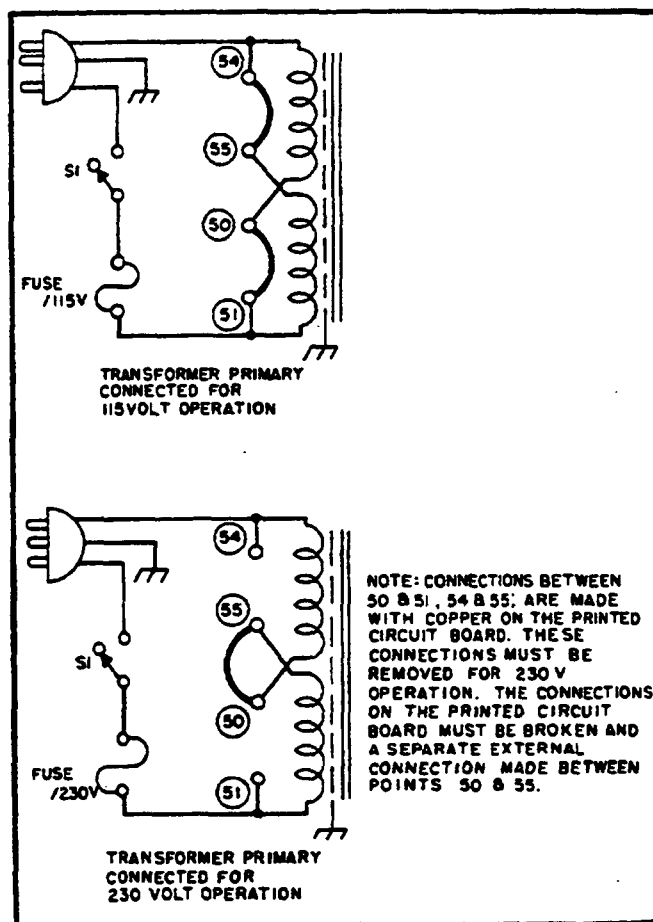 54
55
S1
50
FUSE
/115V
51
TRANSFORMER PRIMARY
CONNECTED FOR
115VOLT OPERATION
54
NOTE: CONNECTIONS BETWEEN
50 & 51, 54 & 55, ARE MADE
WITH COPPER ON THE PRINTED
CIRCUIT BOARD. THESE
CONNECTIONS MUST BE
REMOVED FOR 230 V
OPERATION. THE CONNECTIONS
ON THE PRINTED CIRCUIT
BOARD MUST BE BROKEN AND
A SEPARATE EXTERNAL
CONNECTION MADE BETWEEN
POINTS 50 & 55.
55
S1
50
FUSE
/230V
51
TRANSFORMER PRIMARY
CONNECTED FOR
230 VOLT OPERATION